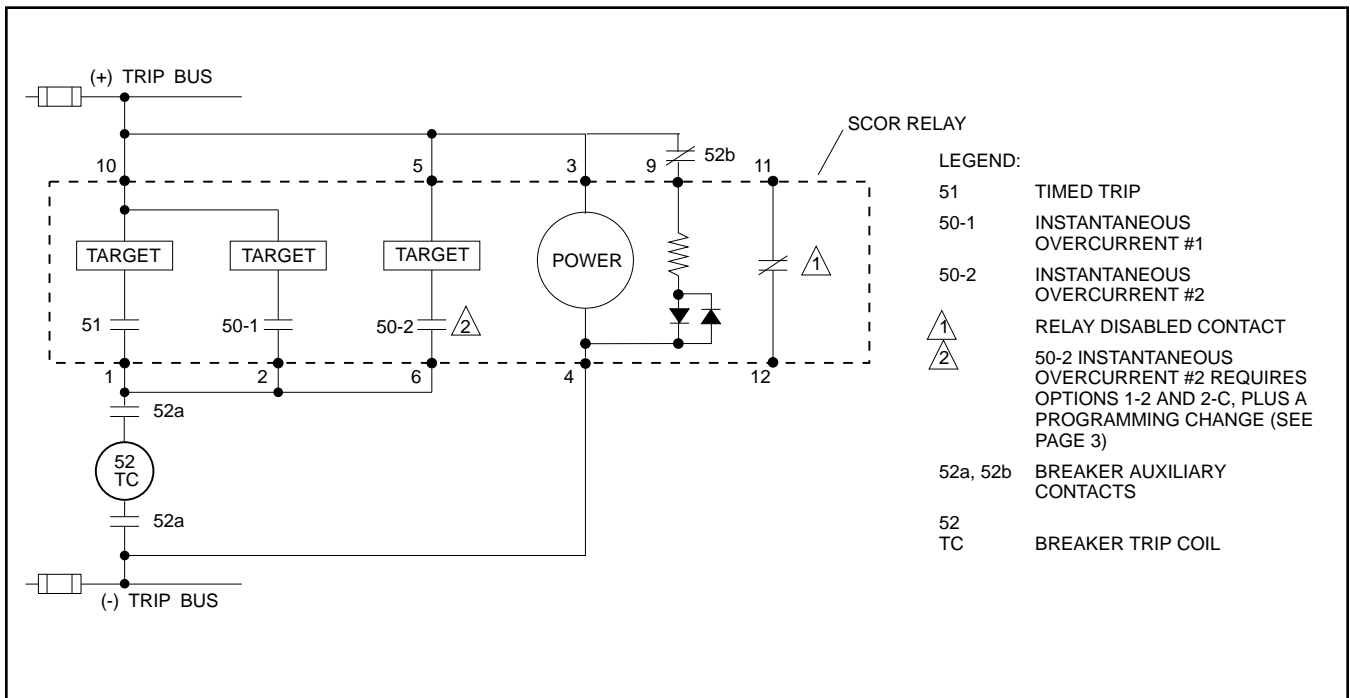 (+) TRIP BUS
SCOR RELAY
10
5
3
9
52b
11
TARGET
TARGET
TARGET
POWER
1
51
50-1
50-2
2
1
2
6
4
12
52a
52
TC
52a
(-) TRIP BUS
LEGEND:
51 TIMED TRIP
50-1 INSTANTANEOUS
OVERCURRENT #1
50-2 INSTANTANEOUS
OVERCURRENT #2
1 RELAY DISABLED CONTACT
2 50-2 INSTANTANEOUS
OVERCURRENT #2 REQUIRES
OPTIONS 1-2 AND 2-C, PLUS A
PROGRAMMING CHANGE (SEE
PAGE 3)
52a, 52b BREAKER AUXILIARY
CONTACTS
52
TC BREAKER TRIP COIL